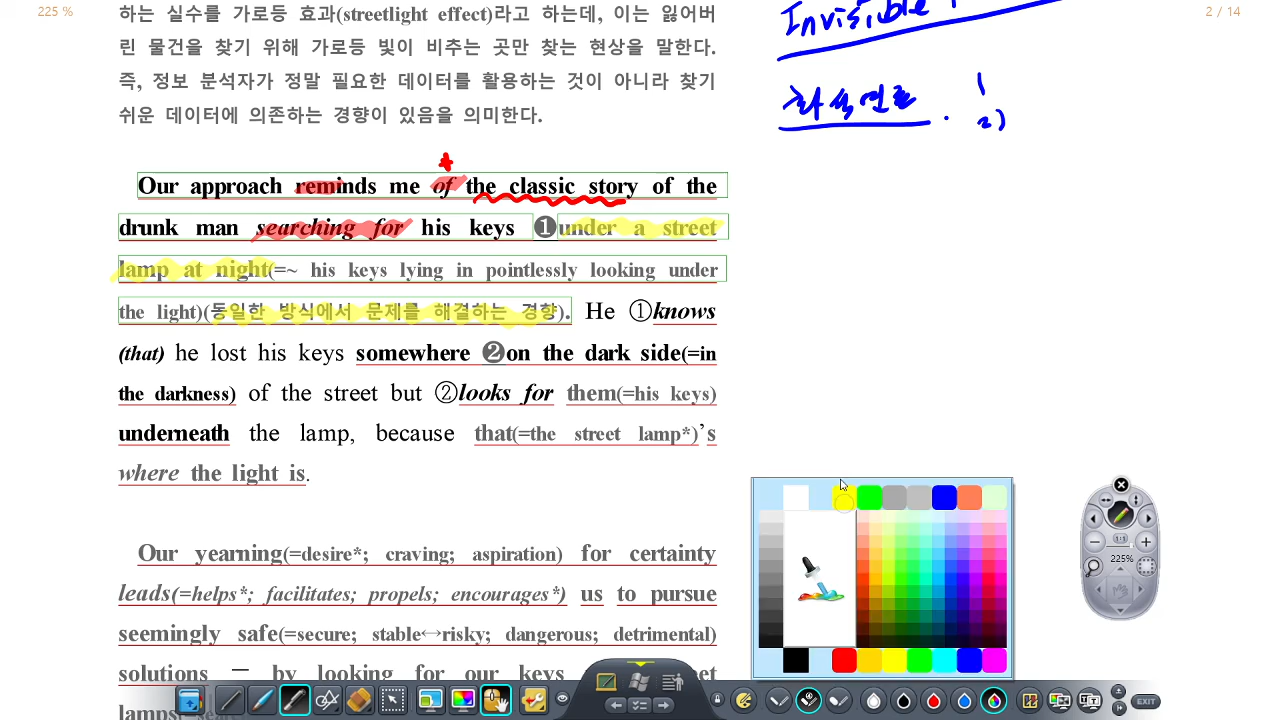 225 %
2 / 14
하는 실수를 가로등 효과(streetlight effect)라고 하는데, 이는 잃어버
린 물건을 찾기 위해 가로등 빛이 비추는 곳만 찾는 현상을 말한다.
즉, 정보 분석자가 정말 필요한 데이터를 활용하는 것이 아니라 찾기
쉬운 데이터에 의존하는 경향이 있음을 의미한다.
Invisible
1
2)
Our approach reminds me of the classic story of the
drunk man searching for his keys ❶under a street
lamp at night(=~ his keys lying in pointlessly looking under
the light)(동일한 방식에서 문제를 해결하는 경향). He ①knows
(that) he lost his keys somewhere ❷on the dark side(=in
the darkness) of the street but ②looks for them(=his keys)
underneath the lamp, because that(=the street lamp*)'s
where the light is.
Our yearning(=desire*; craving; aspiration) for certainty
leads(=helps*; facilitates; propels; encourages*) us to pursue
seemingly safe(=secure; stable↔risky; dangerous; detrimental)
solutions — by looking for our keys
1:1
225%
EXIT